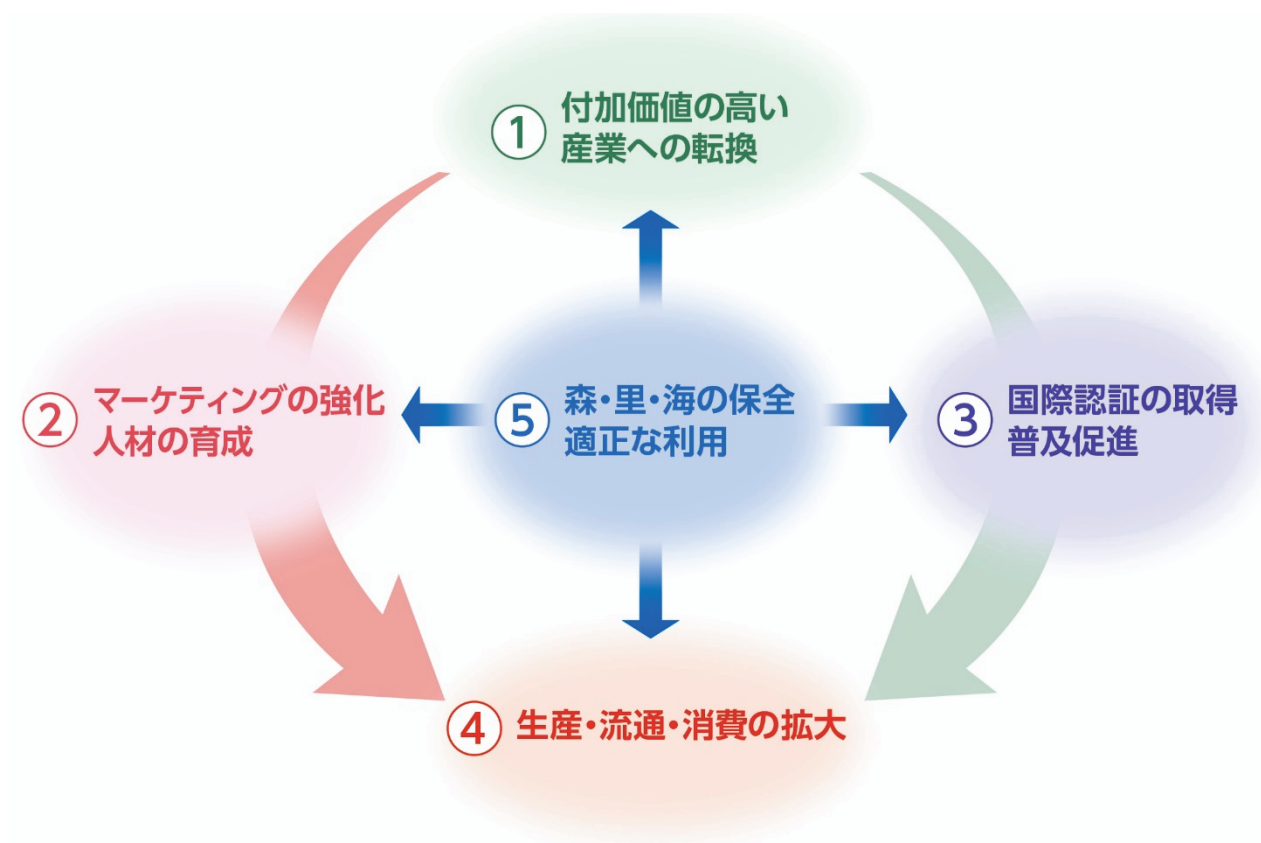 ① 付加価値の高い
産業への転換
② マーケティングの強化
人材の育成
⑤ 森・里・海の保全
適正な利用
③ 国際認証の取得
普及促進
④ 生産・流通・消費の拡大